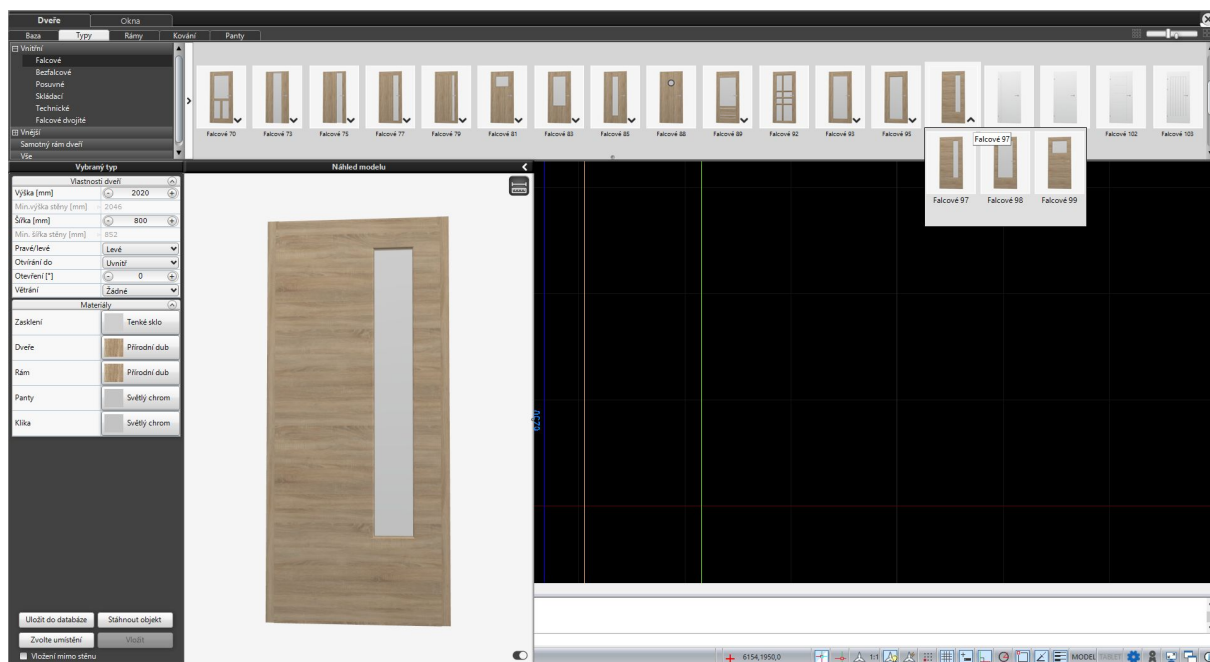 Dveře Okna
Baza Typy Rámy Kování Panty
Vnitřní
Falcové
Bezfalcové
Posuvné
Skládací
Technické
Falcové dvojité
Vnější
Samotný rám dveří
Vše
Falcové 70 Falcové 73 Falcové 75 Falcové 77 Falcové 79 Falcové 81 Falcové 83 Falcové 85 Falcové 88 Falcové 89 Falcové 92 Falcové 93 Falcové 95 Falcové 102 Falcové 103
Falcové 97
Falcové 97 Falcové 98 Falcové 99
Vybraný typ
Náhled modelu
Vlastnosti dveří
Výška [mm] 2020
Min.výška stěny [mm] 2046
Šířka [mm] 800
Min. šířka stěny [mm] 852
Pravé/levé Levé
Otvírání do Uvnitř
Otevření [°] 0
Větrání Žádné
Materiály
Zasklení Tenké sklo
Dveře Přírodní dub
Rám Přírodní dub
Panty Světlý chrom
Klika Světlý chrom
6250
Uložit do databáze Stáhnout objekt
Zvolte umístění Vložit
Vložení mimo stěnu
6154,1950,0 1:1 MODEL TABLET